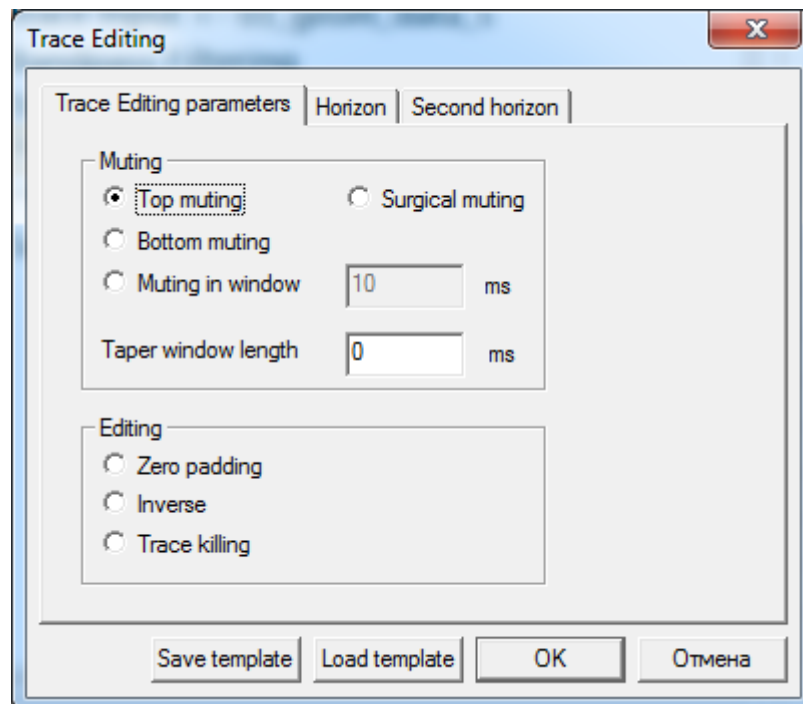 Trace Editing
Trace Editing parameters Horizon Second horizon
Muting
Top muting Surgical muting
Bottom muting
Muting in window 10 ms
Taper window length 0 ms
Editing
Zero padding
Inverse
Trace killing
Save template Load template OK Отмена